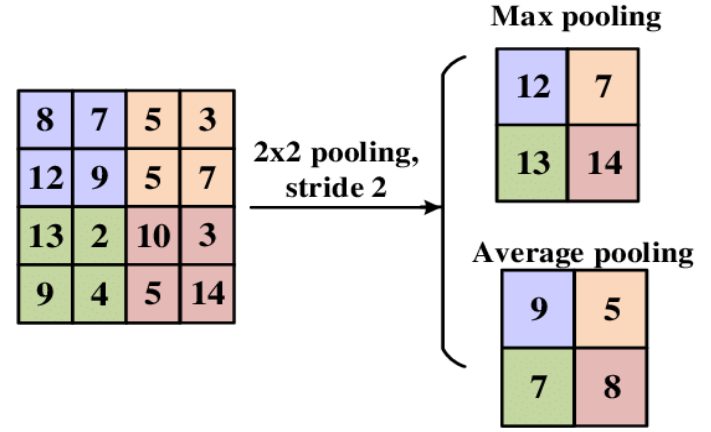 Max pooling
12 7
13 14
8 7 5 3
12 9 5 7
13 2 10 3
9 4 5 14
2x2 pooling,
stride 2
Average pooling
9 5
7 8